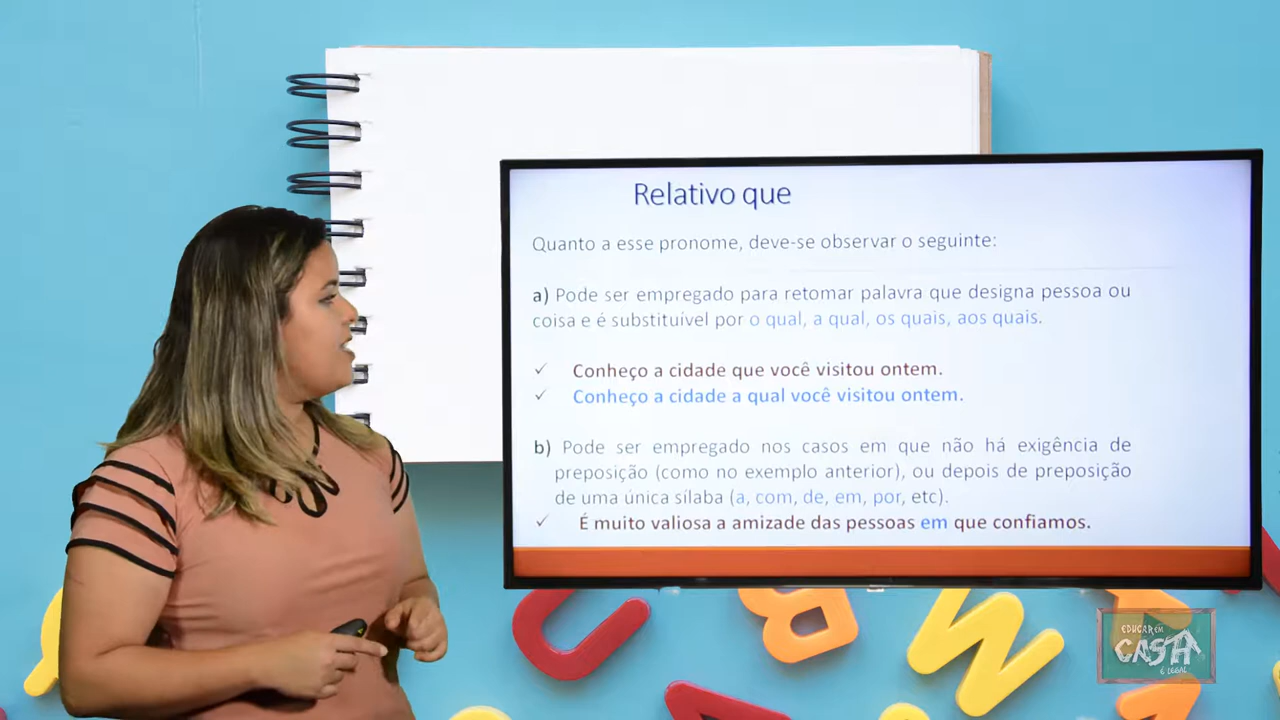 Relativo que
Quanto a esse pronome, deve-se observar o seguinte:
a) Pode ser empregado para retomar palavra que designa pessoa ou
coisa e é substituivel por o qual, a qual, os quais, aos quais.
✓ Conheço a cidade que você visitou ontem.
✓ Conheço a cidade a qual você visitou ontem.
b) Pode ser empregado nos casos em que não há exigência de
preposição (como no exemplo anterior), ou depois de preposição
de uma única sílaba (a, com, de, em, por, etc).
✓ É muito valiosa a amizade das pessoas em que confiamos.
EDUCAR EM
CASA
É LEGAL